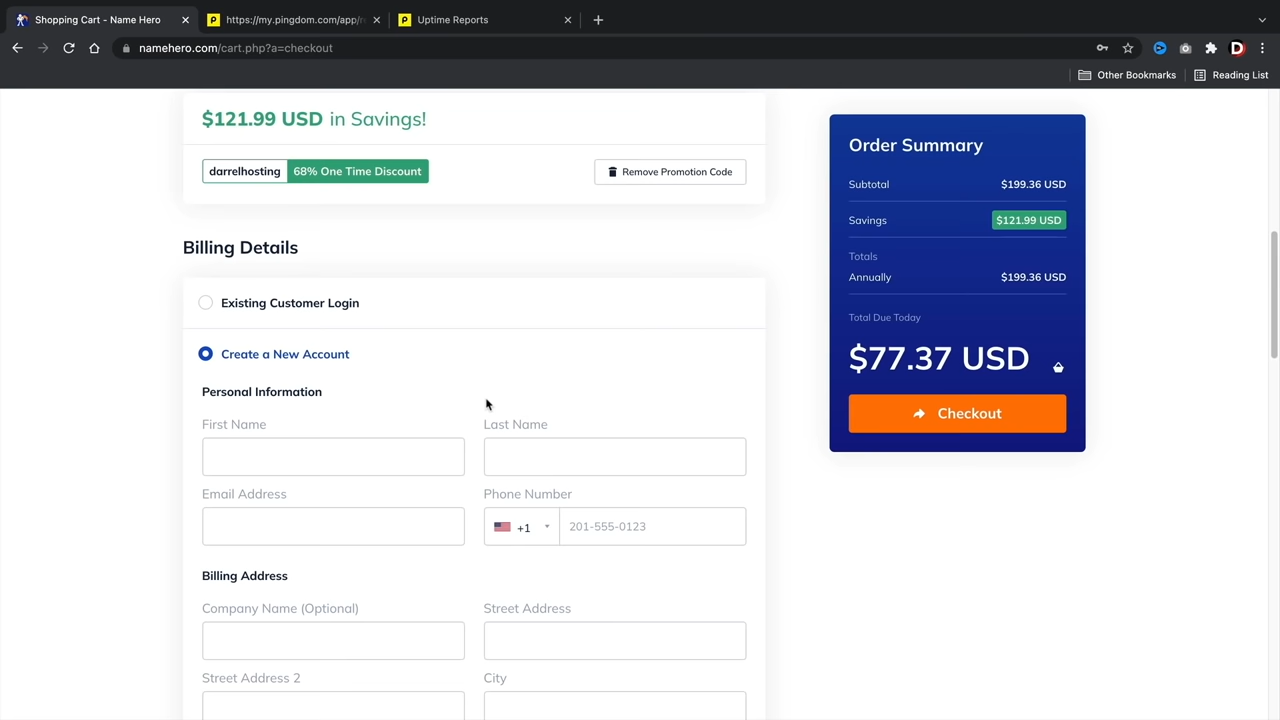 Shopping Cart - Name Hero
https://my.pingdom.com/app/r
Uptime Reports
namehero.com/cart.php?a=checkout
D
Other Bookmarks
Reading List
$121.99 USD in Savings!
darrelhosting 68% One Time Discount
Remove Promotion Code
Billing Details
Existing Customer Login
Create a New Account
Personal Information
First Name
Last Name
Email Address
Phone Number
+1
201-555-0123
Billing Address
Company Name (Optional)
Street Address
Street Address 2
City
Order Summary
Subtotal $199.36 USD
Savings $121.99 USD
Totals
Annually $199.36 USD
Total Due Today
$77.37 USD
Checkout